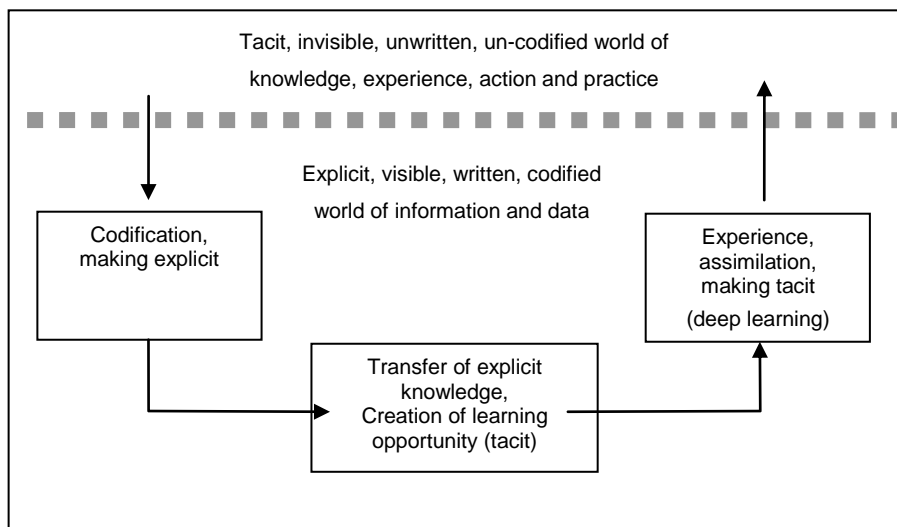 Tacit, invisible, unwritten, un-codified world of
knowledge, experience, action and practice
Explicit, visible, written, codified
world of information and data
Codification,
making explicit
Experience,
assimilation,
making tacit
(deep learning)
Transfer of explicit
knowledge,
Creation of learning
opportunity (tacit)